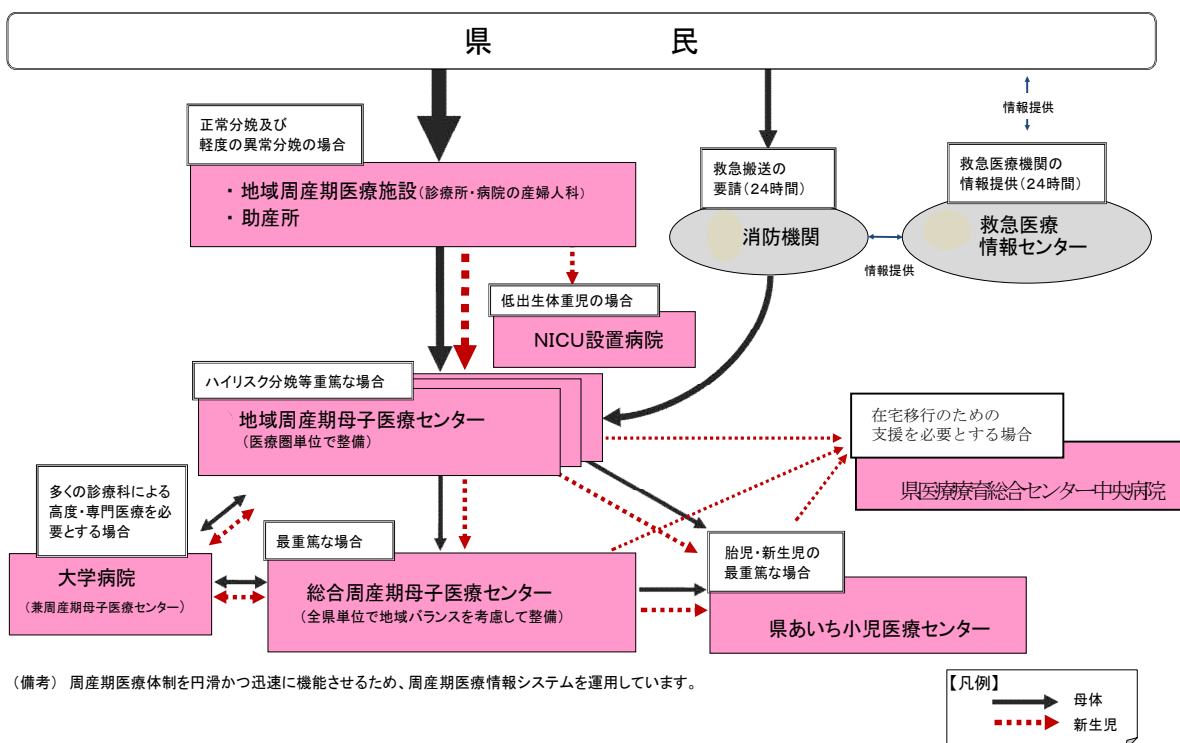 県　民
情報提供
正常分娩及び
軽度の異常分娩の場合
・地域周産期医療施設(診療所・病院の産婦人科)
・助産所
救急搬送の
要請(24時間)
消防機関
救急医療機関の
情報提供(24時間)
救急医療
情報センター
情報提供
低出生体重児の場合
NICU設置病院
ハイリスク分娩等重篤な場合
地域周産期母子医療センター
(医療圏単位で整備)
在宅移行のための
支援を必要とする場合
県医療療育総合センター中央病院
多くの診療科による
高度・専門医療を必
要とする場合
大学病院
(兼周産期母子医療センター)
最重篤な場合
総合周産期母子医療センター
(全県単位で地域バランスを考慮して整備)
胎児・新生児の
最重篤な場合
県あいち小児医療センター
(備考)　周産期医療体制を円滑かつ迅速に機能させるため、周産期医療情報システムを運用しています。
【凡例】
母体
新生児